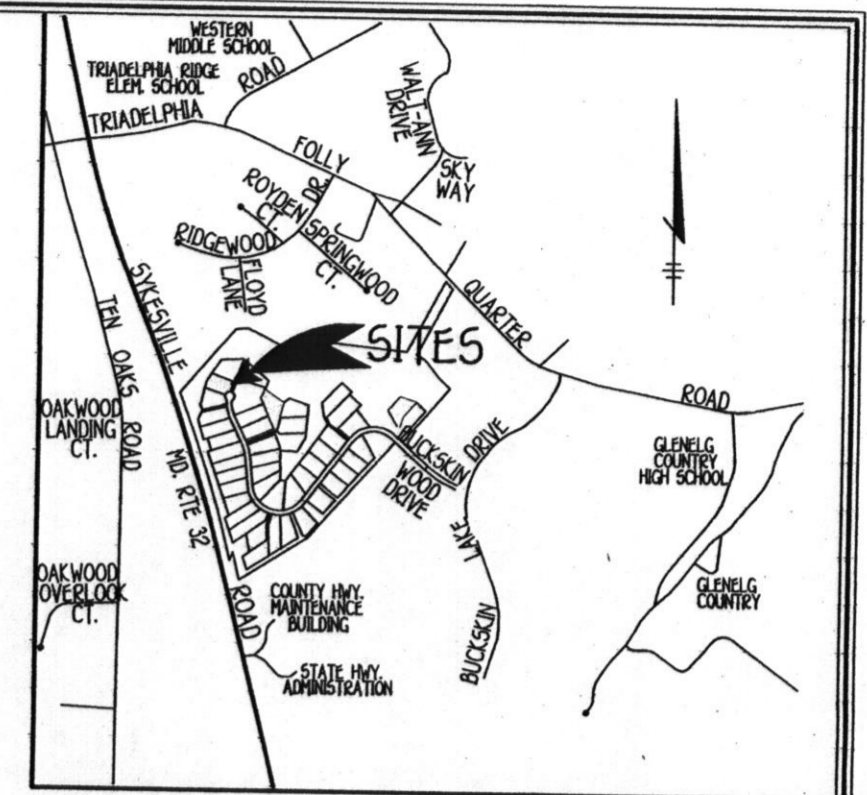 WESTERN
MIDDLE SCHOOL
TRIADELPHIA RIDGE
ELEM. SCHOOL
TRIADELPHIA
ROAD
WALT-ANN
DRIVE
SKY
WAY
FOLLY
QUARTER
ROAD
ROYDEN
CT.
DR.
RIDGEWOOD
FLOYD
LANE
SPRINGWOOD
CT.
SYKESVILLE
MD. RTE 32.
ROAD
TEN OAKS
ROAD
SITES
OAKWOOD
LANDING
CT.
BUCKSKIN
WOOD
DRIVE
BUCKSKIN
LAKE
DRIVE
GLENELG
COUNTRY
HIGH SCHOOL
GLENELG
COUNTRY
OAKWOOD
OVERLOOK
CT.
COUNTY HWY.
MAINTENANCE
BUILDING
STATE HWY.
ADMINISTRATION